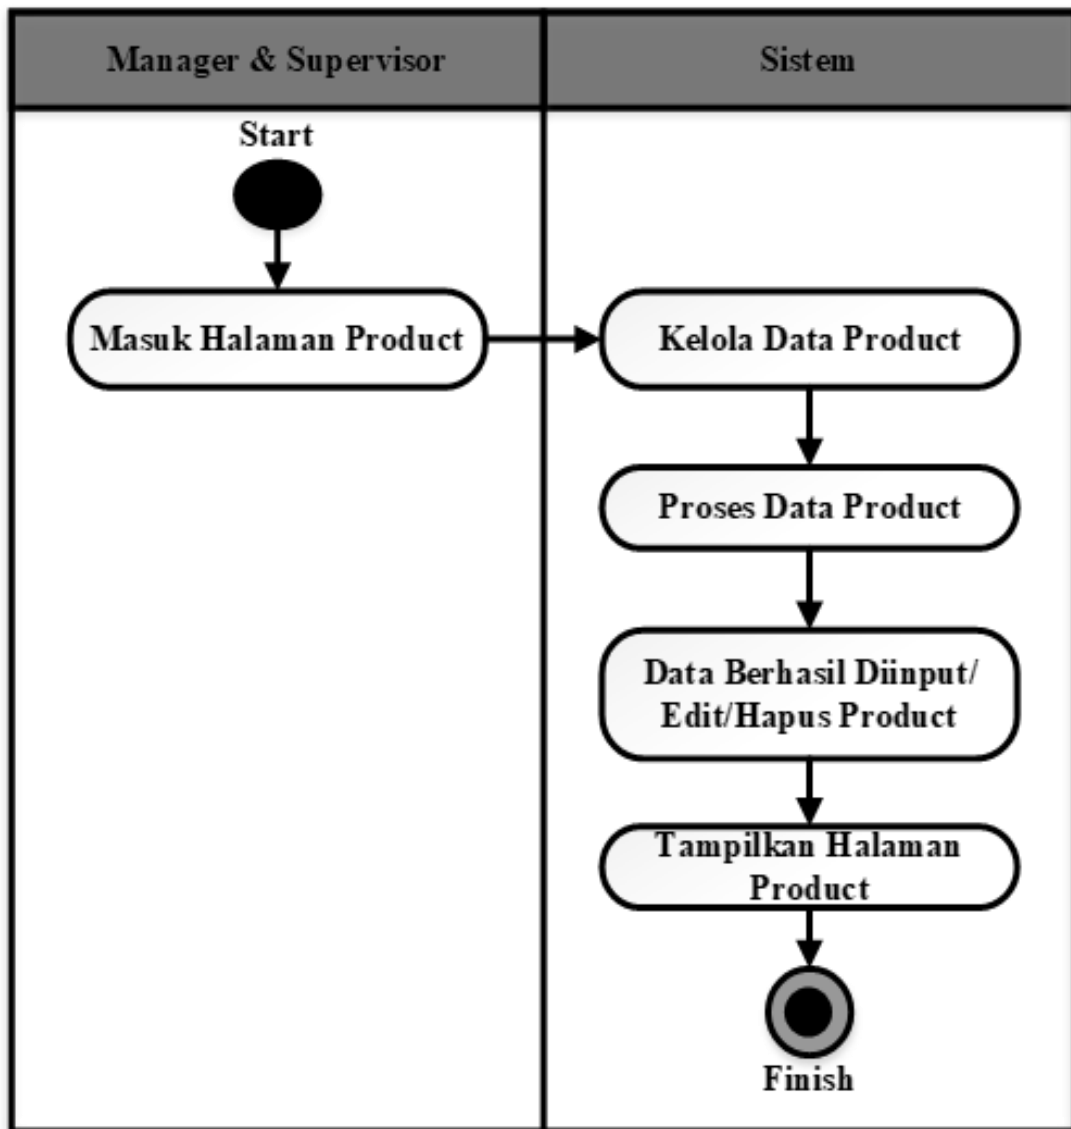 Manager & Supervisor
Sistem
Start
Masuk Halaman Product
Kelola Data Product
Proses Data Product
Data Berhasil Diinput/
Edit/Hapus Product
Tampilkan Halaman
Product
Finish